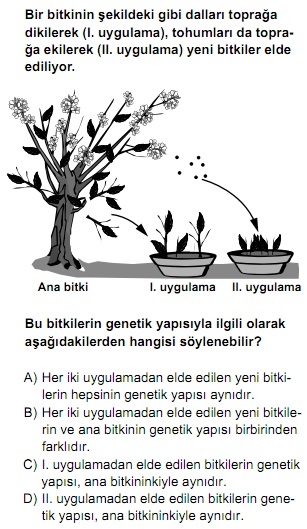 Bir bitkinin şekildeki gibi dalları toprağa
dikilerek (I. uygulama), tohumları da topra-
ğa ekilerek (II. uygulama) yeni bitkiler elde
ediliyor.
Ana bitki I. uygulama II. uygulama
Bu bitkilerin genetik yapısıyla ilgili olarak
aşağıdakilerden hangisi söylenebilir?
A) Her iki uygulamadan elde edilen yeni bitki-
lerin hepsinin genetik yapısı aynıdır.
B) Her iki uygulamadan elde edilen yeni bitkile-
rin ve ana bitkinin genetik yapısı birbirinden
farklıdır.
C) I. uygulamadan elde edilen bitkilerin genetik
yapısı, ana bitkininkiyle aynıdır.
D) II. uygulamadan elde edilen bitkilerin gene-
tik yapısı, ana bitkininkiyle aynıdır.